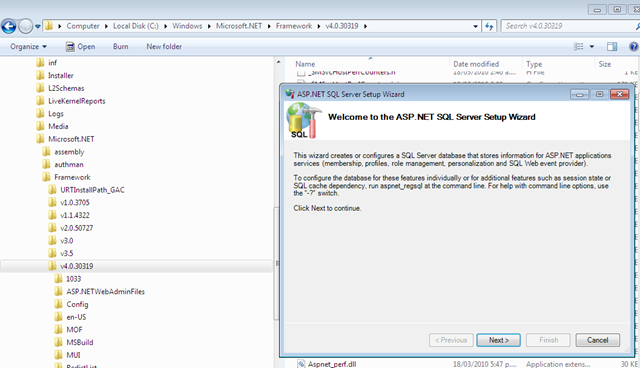 Computer ▸ Local Disk (C:) ▸ Windows ▸ Microsoft.NET ▸ Framework ▸ v4.0.30319 ▸
Search v4.0.30319
Organize Open Burn New folder
inf
Installer
L2Schemas
LiveKernelReports
Logs
Media
Microsoft.NET
assembly
authman
Framework
URTInstallPath_GAC
v1.0.3705
v1.1.4322
v2.0.50727
v3.0
v3.5
v4.0.30319
1033
ASP.NETWebAdminFiles
Config
en-US
MOF
MSBuild
MUI
RedistList
Name Date modified Type Size
_SMSvcHostPerfCounters.h 18/03/2010 2:46 a... H File 1 KE
ASP.NET SQL Server Setup Wizard
SQL
Welcome to the ASP.NET SQL Server Setup Wizard
This wizard creates or configures a SQL Server database that stores information for ASP.NET applications
services (membership, profiles, role management, personalization and SQL Web event provider).
To configure the database for these features individually or for additional features such as session state or
SQL cache dependency, run aspnet_regsql at the command line. For help with command line options, use
the "-?" switch.
Click Next to continue.
< Previous Next > Finish Cancel
Aspnet_perf.dll 18/03/2010 5:47 p... Application exten... 30 KE